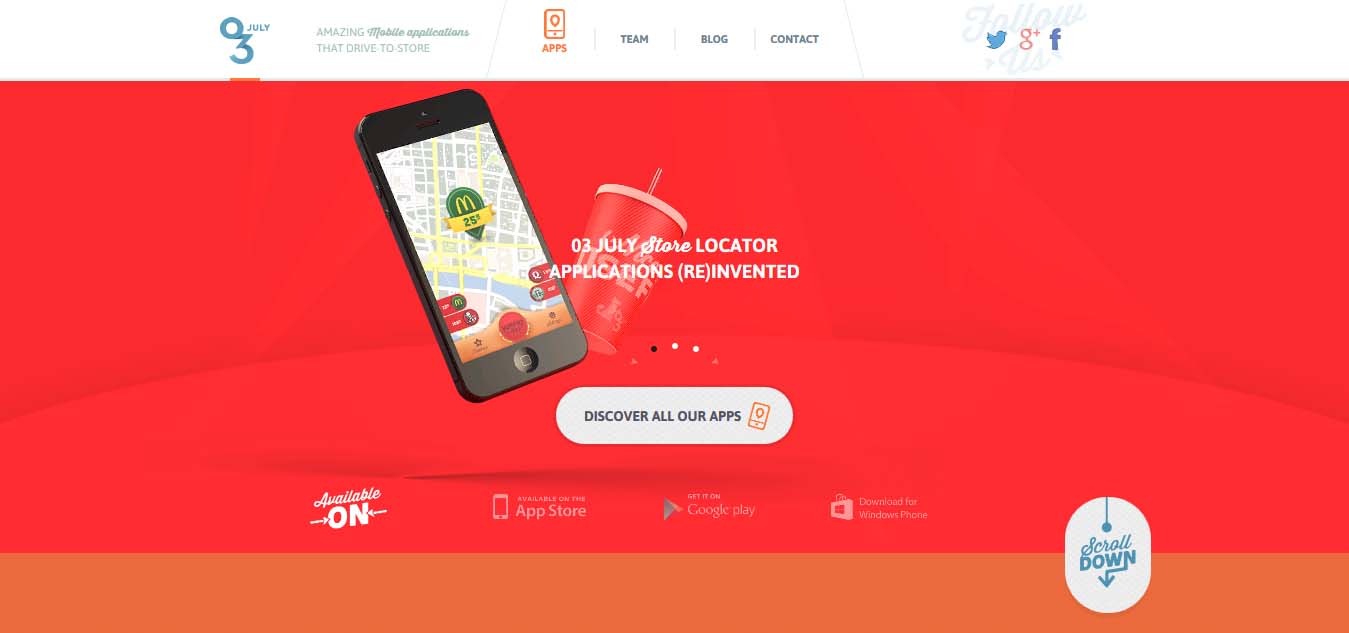 03 JULY
AMAZING Mobile applications
THAT DRIVE-TO-STORE
APPS
TEAM
BLOG
CONTACT
Follow
Us
25s
03 JULY Store LOCATOR
APPLICATIONS (RE)INVENTED
DISCOVER ALL OUR APPS
Available
ON
AVAILABLE ON THE
App Store
GET IT ON
Google play
Download for
Windows Phone
Scroll
DOWN